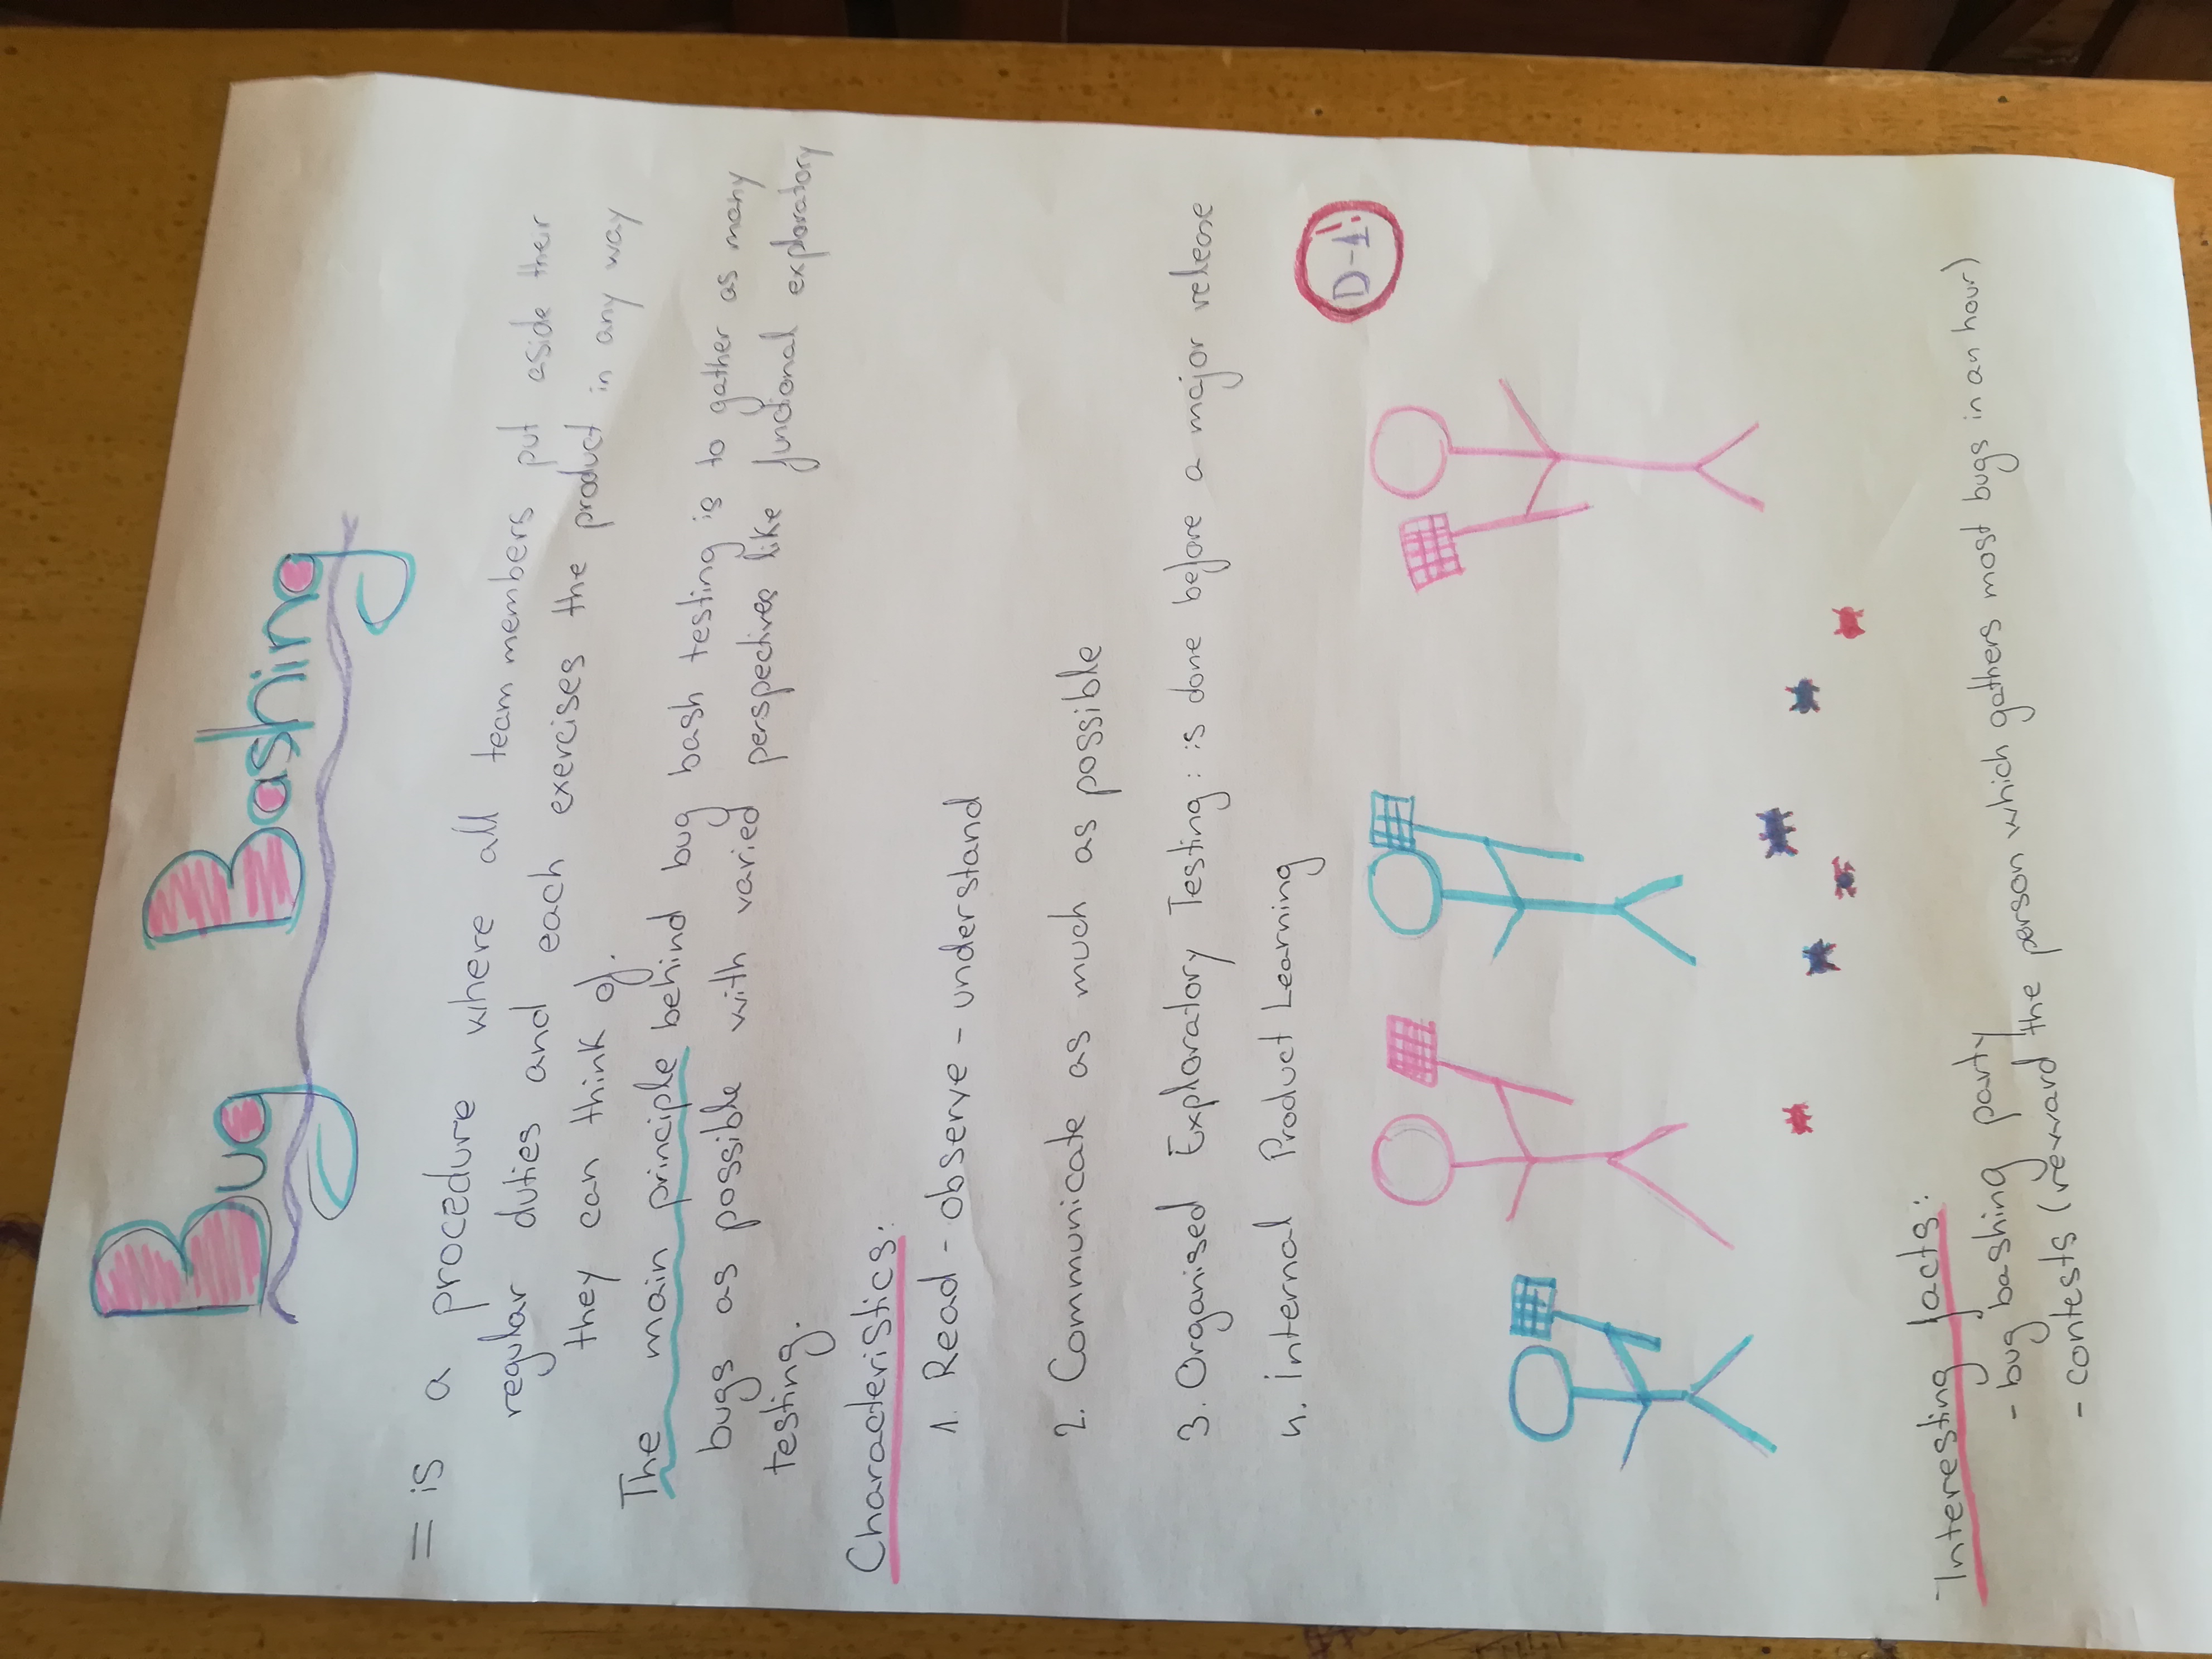 Bug Bashing
= is a procedure where all team members put aside their
regular duties and each exercises the product in any way
they can think of.
The main principle behind bug bash testing is to gather as many
bugs as possible with varied perspectives like functional exploratory
testing.
Characteristics:
1. Read - observe - understand
2. Communicate as much as possible
3. Organised Exploratory Testing : is done before a major release
4. Internal Product Learning
D-1!
Interesting facts:
- bug bashing party
- contests (reward the person which gathers most bugs in an hour)